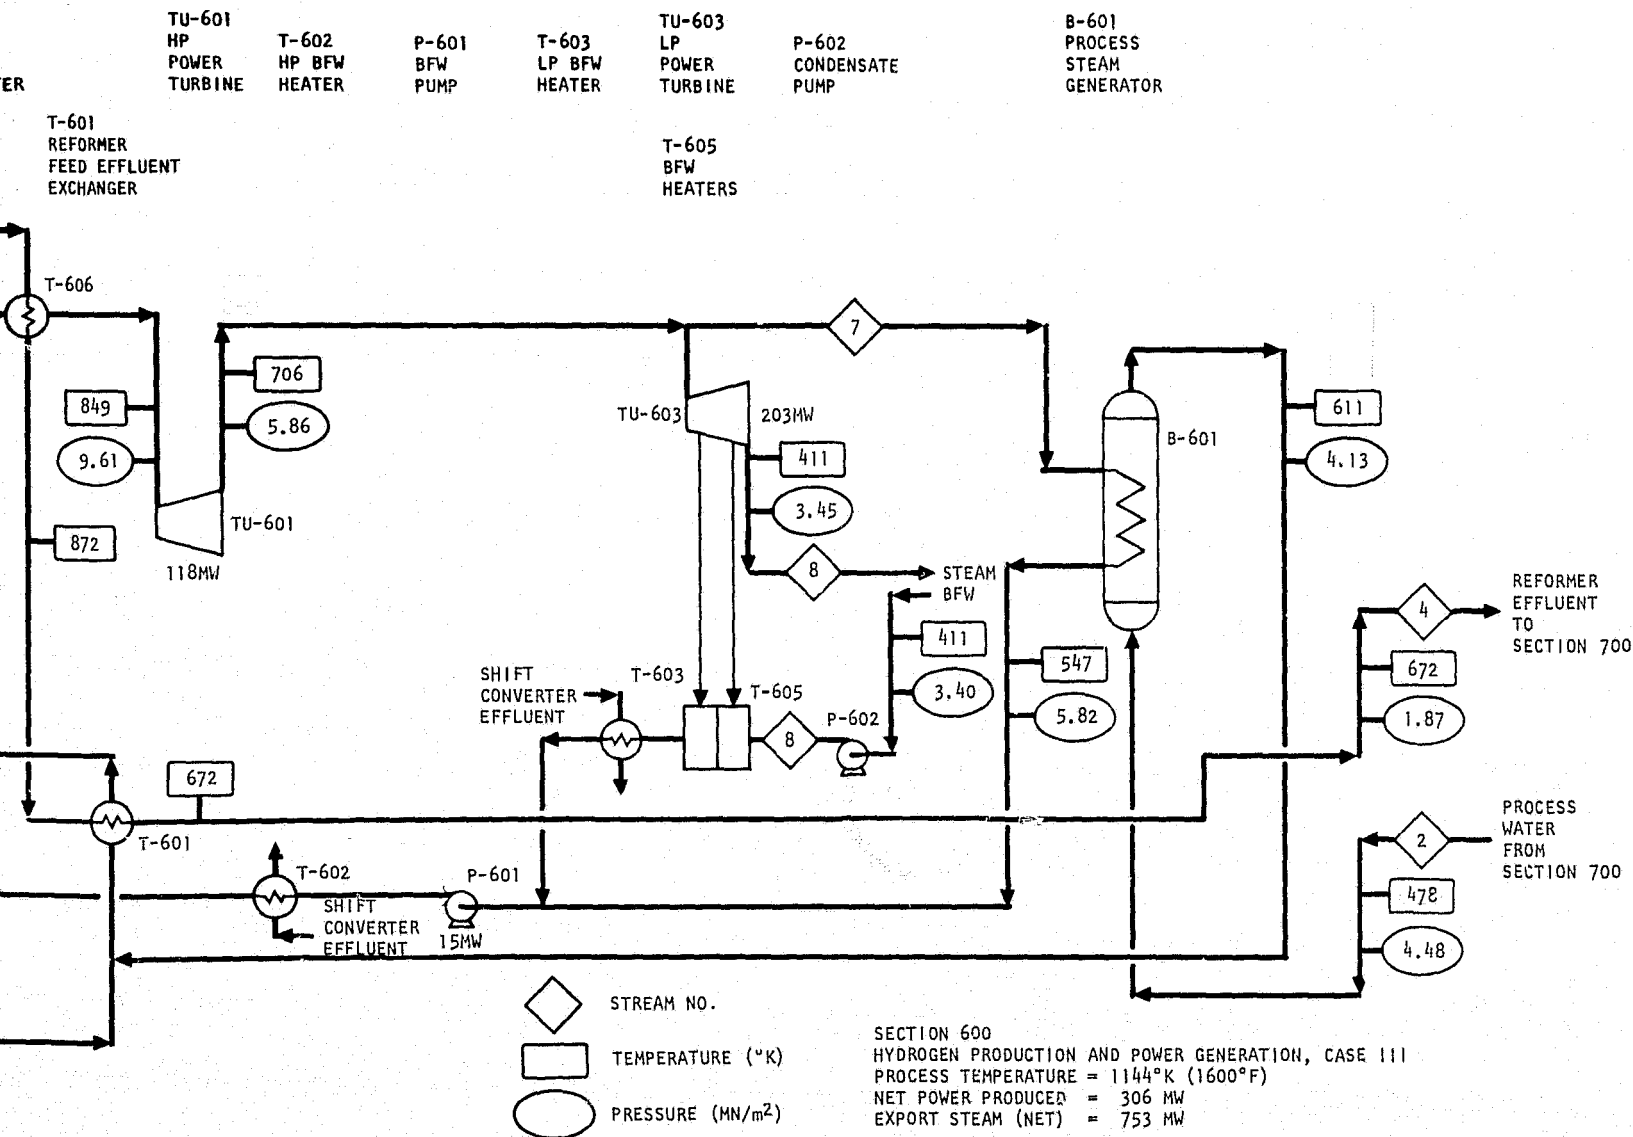 TU-601
HP
POWER
TURBINE
T-602
HP BFW
HEATER
P-601
BFW
PUMP
T-603
LP BFW
HEATER
TU-603
LP
POWER
TURBINE
P-602
CONDENSATE
PUMP
B-601
PROCESS
STEAM
GENERATOR
ER
T-601
REFORMER
FEED EFFLUENT
EXCHANGER
T-605
BFW
HEATERS
T-606
7
706
849
5.86
9.61
TU-601
118MW
872
TU-603
203MW
411
3.45
8
STEAM
BFW
B-601
611
4.13
411
3.40
547
5.82
4
REFORMER
EFFLUENT
TO
SECTION 700
672
1.87
SHIFT
CONVERTER
EFFLUENT
T-603
T-605
8
P-602
672
T-601
T-602
P-601
SHIFT
CONVERTER
EFFLUENT
15MW
2
PROCESS
WATER
FROM
SECTION 700
478
4.48
STREAM NO.
TEMPERATURE (°K)
PRESSURE (MN/m²)
SECTION 600
HYDROGEN PRODUCTION AND POWER GENERATION, CASE III
PROCESS TEMPERATURE = 1144°K (1600°F)
NET POWER PRODUCED = 306 MW
EXPORT STEAM (NET) = 753 MW